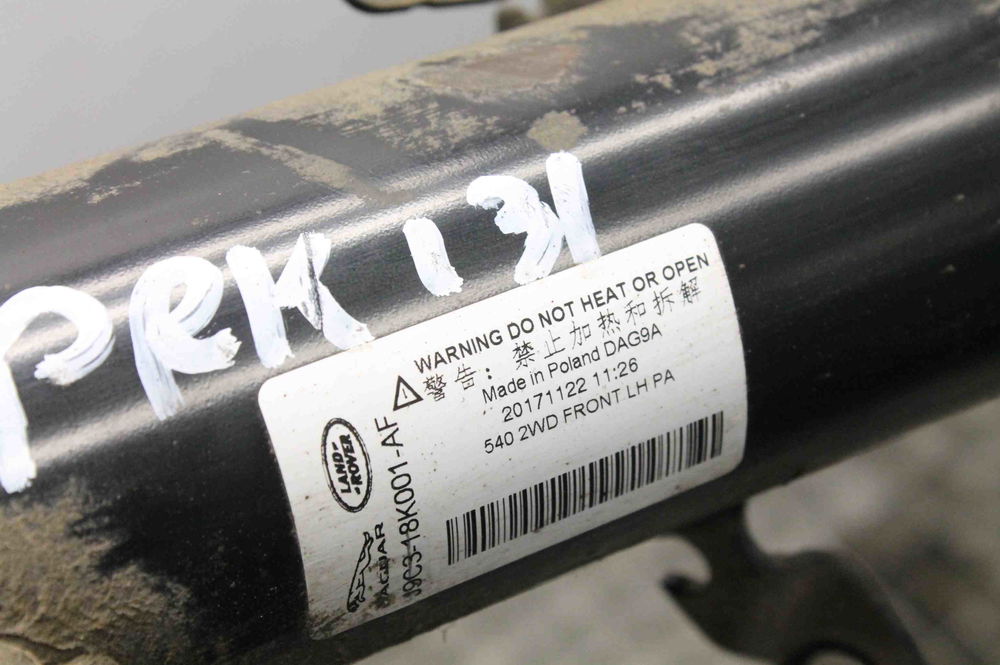 PRK 131
WARNING DO NOT HEAT OR OPEN
警告: 禁止加热和拆解
Made in Poland DAG9A
20171122 11:26
540 2WD FRONT LH PA
LAND-
ROVER
JAGUAR
J9C3-18K001-AF